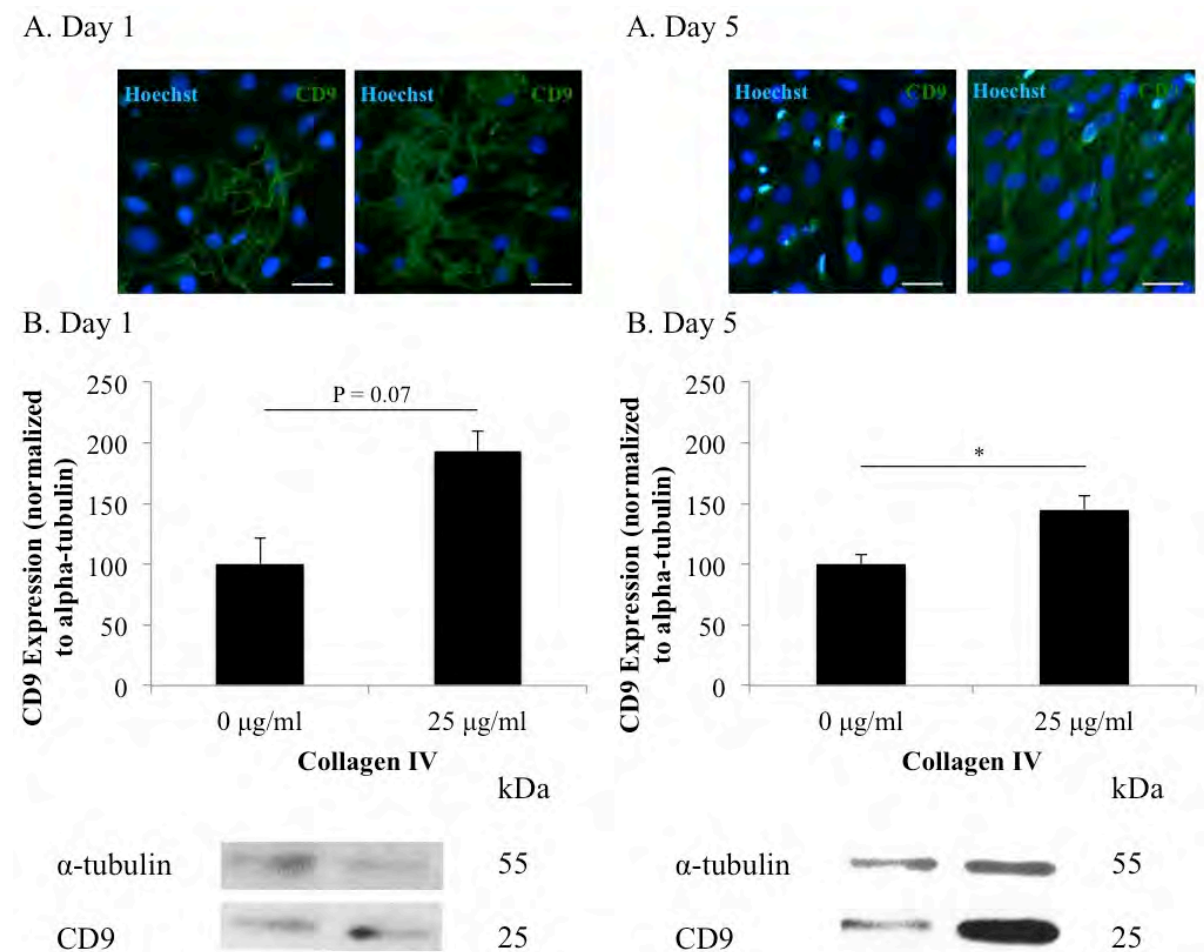 A. Day 1
Hoechst CD9
Hoechst CD9
B. Day 1
CD9 Expression (normalized
to alpha-tubulin)
250
200
150
100
50
0
P = 0.07
0 μg/ml 25 μg/ml
Collagen IV
kDa
α-tubulin 55
CD9 25
A. Day 5
Hoechst CD9
Hoechst CD9
B. Day 5
CD9 Expression (normalized
to alpha-tubulin)
250
200
150
100
50
0
*
0 μg/ml 25 μg/ml
Collagen IV
kDa
α-tubulin 55
CD9 25